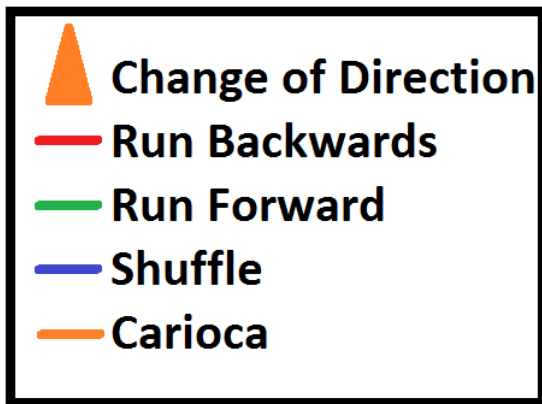 Change of Direction
Run Backwards
Run Forward
Shuffle
Carioca